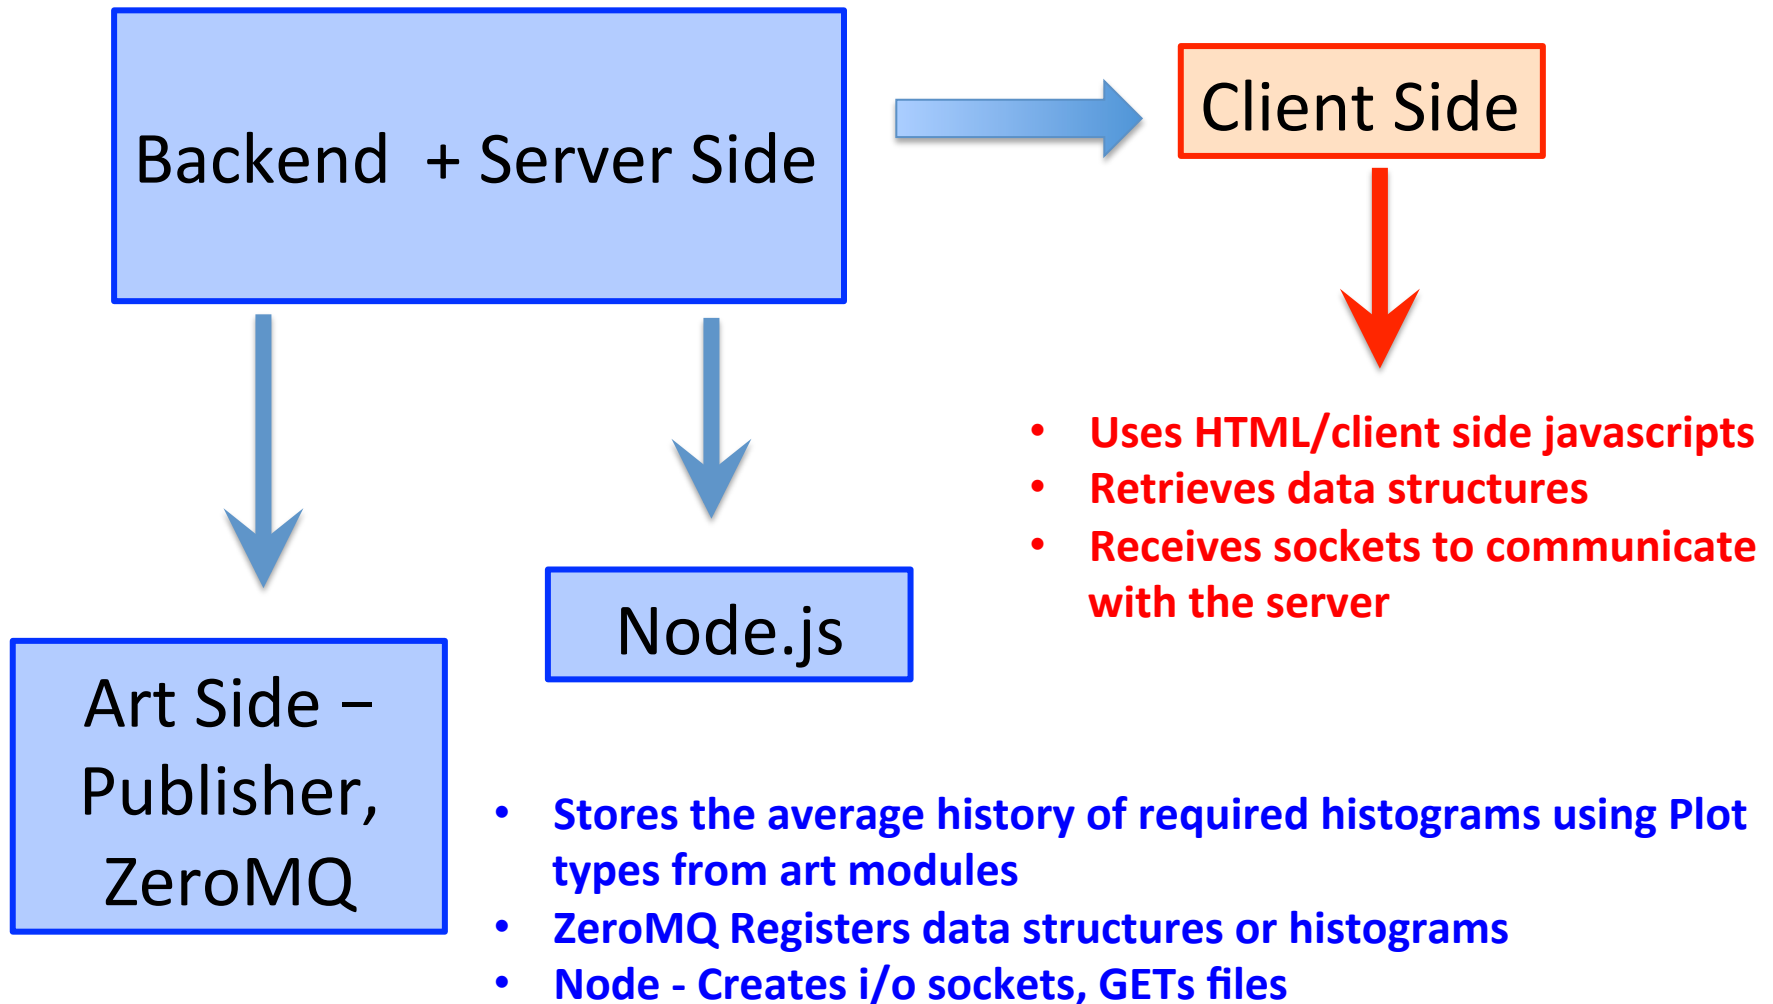 Backend + Server Side
Client Side
• Uses HTML/client side javascripts
• Retrieves data structures
• Receives sockets to communicate
with the server
Node.js
Art Side –
Publisher,
ZeroMQ
• Stores the average history of required histograms using Plot
types from art modules
• ZeroMQ Registers data structures or histograms
• Node - Creates i/o sockets, GETs files